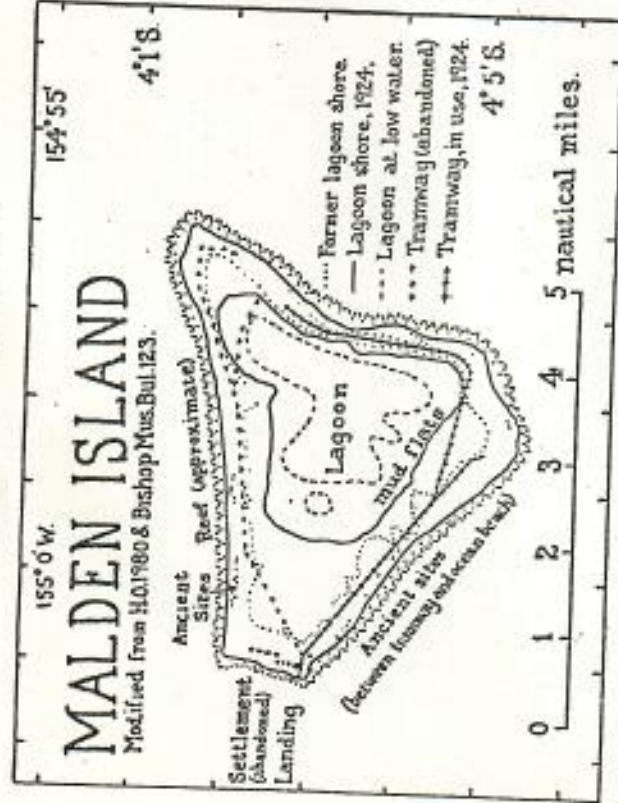 155° 0' W.
154° 55'
MALDEN ISLAND
4° 1' S.
Modified from H.O.1980 & Bishop Mus.Bul.123.
Ancient
Sites
Reef (approximate)
Settlement
(abandoned)
Landing
Lagoon
mud flats
Ancient sites
(between tramway and ocean beach)
Former lagoon shore.
Lagoon shore, 1924.
Lagoon at low water.
Tramway (abandoned)
Tramway, in use, 1924.
4° 5' S.
0 1 2 3 4 5 nautical miles.